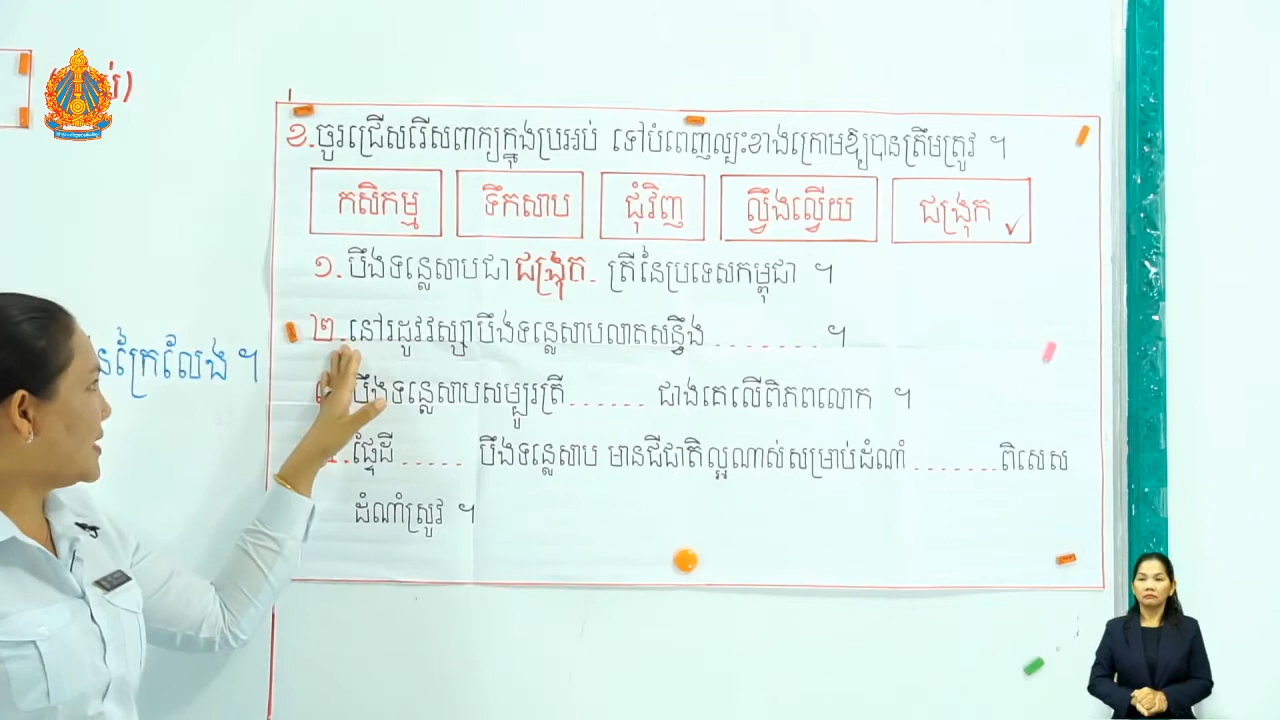 ខ.ចូរជ្រើសរើសពាក្យក្នុងប្រអប់ ទៅបំពេញល្បះខាងក្រោមឱ្យបានត្រឹមត្រូវ ។
កសិកម្ម ទឹកសាប ជុំវិញ ល្វឹងល្វើយ ជង្រុក ✓
១.បឹងទន្លេសាបជា ជង្រុក. ត្រីនៃប្រទេសកម្ពុជា ។
២.នៅរដូវវស្សាបឹងទន្លេសាបលាតសន្ធឹង ........ ។
បឹងទន្លេសាបសម្បូរត្រី...... ជាងគេលើពិភពលោក ។
.ផ្ទៃដី ..... បឹងទន្លេសាប មានជីជាតិល្អណាស់សម្រាប់ដំណាំ .......ពិសេស
ដំណាំស្រូវ ។
នក្រៃលែង ។